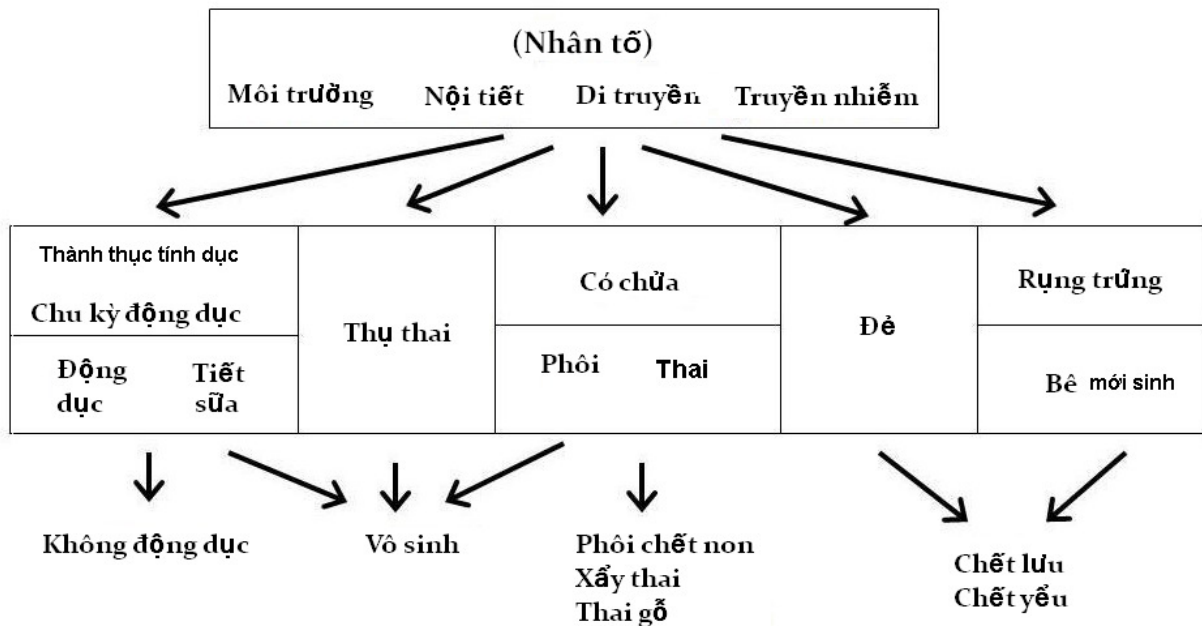 (Nhân tố)
Môi trường Nội tiết Di truyền Truyền nhiễm
Thành thục tính dục
Chu kỳ động dục
Động dục
Tiết sữa
Thụ thai
Có chửa
Phôi Thai
Đẻ
Rụng trứng
Bê mới sinh
Không động dục
Vô sinh
Phôi chết non
Xẩy thai
Thai gỗ
Chết lưu
Chết yểu